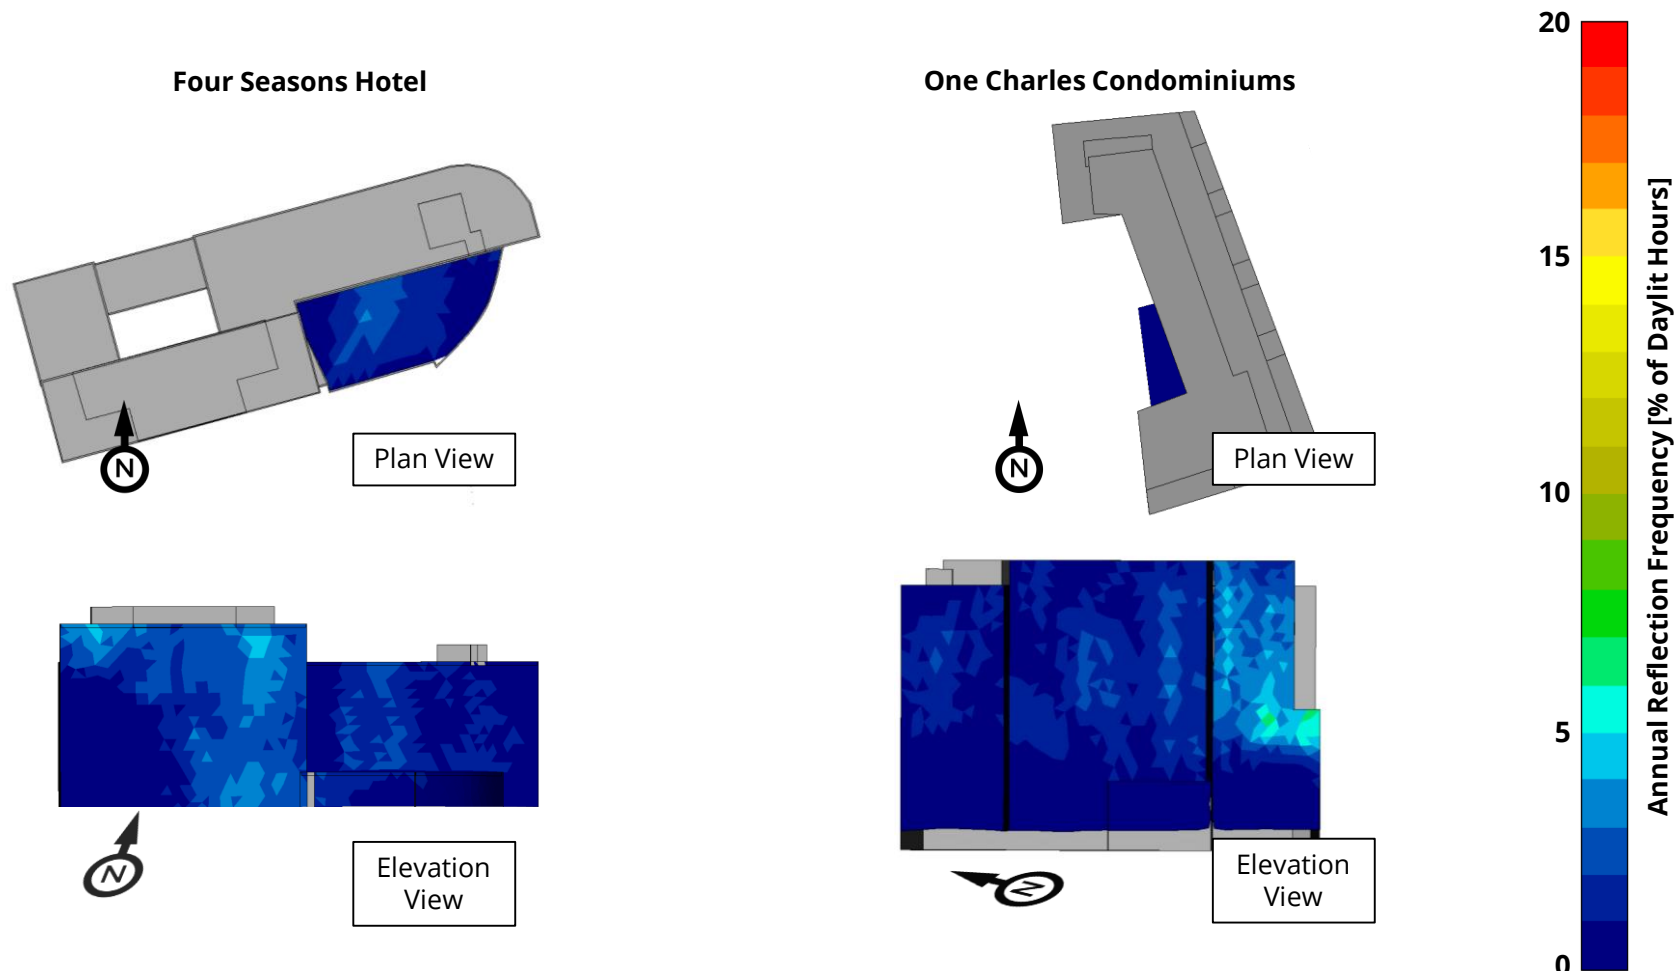 Four Seasons Hotel
One Charles Condominiums
20
15
10
5
0
Annual Reflection Frequency [% of Daylit Hours]
N
Plan View
N
Plan View
N
Elevation
View
N
Elevation
View